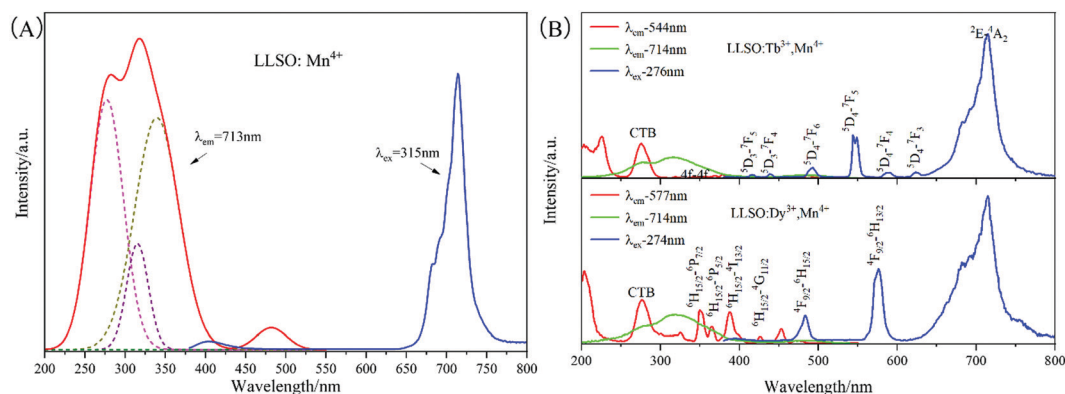 (A)
LLSO: Mn⁴⁺
λem=713nm
λex=315nm
Intensity/a.u.
200 250 300 350 400 450 500 550 600 650 700 750 800
Wavelength/nm
(B)
λem-544nm
λem-714nm
λex-276nm
LLSO:Tb³⁺,Mn⁴⁺
²E-⁴A₂
CTB
4f-4f
⁵D₃-⁷F₅
⁵D₃-⁷F₄
⁵D₄-⁷F₆
⁵D₄-⁷F₅
⁵D₄-⁷F₄
⁵D₄-⁷F₃
λem-577nm
λem-714nm
λex-274nm
LLSO:Dy³⁺,Mn⁴⁺
CTB
⁶H15/2-⁶P7/2
⁶H15/2-⁶P5/2
⁶H15/2-⁴I13/2
⁶H15/2-⁴G11/2
⁴F9/2-⁶H15/2
⁴F9/2-⁶H13/2
Intensity/a.u.
200 300 400 500 600 700 800
Wavelength/nm